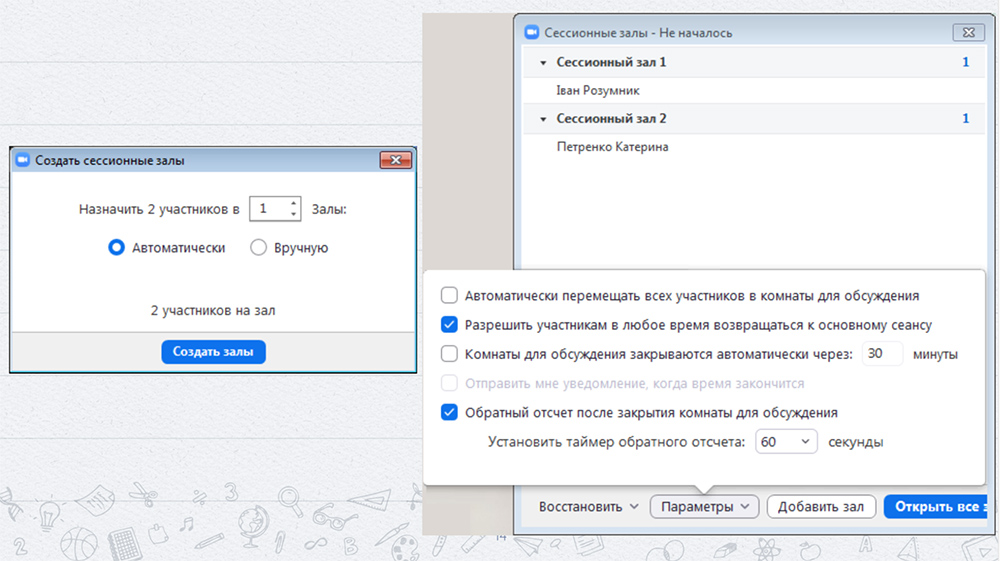 Создать сессионные залы
Назначить 2 участников в 1 Залы:
Автоматически Вручную
2 участников на зал
Создать залы
Сессионные залы - Не началось
Сессионный зал 1 1
Іван Розумник
Сессионный зал 2 1
Петренко Катерина
Автоматически перемещать всех участников в комнаты для обсуждения
Разрешить участникам в любое время возвращаться к основному сеансу
Комнаты для обсуждения закрываются автоматически через: 30 минуты
Отправить мне уведомление, когда время закончится
Обратный отсчет после закрытия комнаты для обсуждения
Установить таймер обратного отсчета: 60 секунды
Восстановить Параметры Добавить зал Открыть все з
14